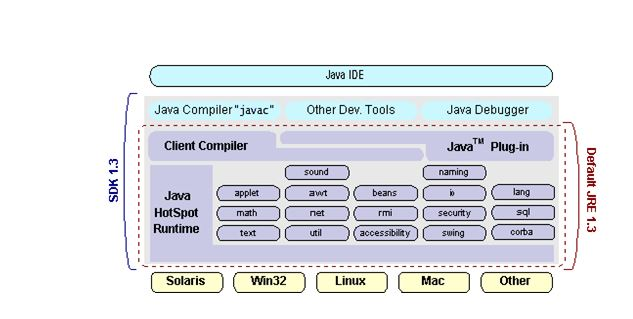 Java IDE
Java Compiler "javac" Other Dev. Tools Java Debugger
Client Compiler Java™ Plug-in
sound naming
applet awt beans io lang
math net rmi security sql
text util accessibility swing corba
Java
HotSpot
Runtime
SDK 1.3
Default JRE 1.3
Solaris Win32 Linux Mac Other